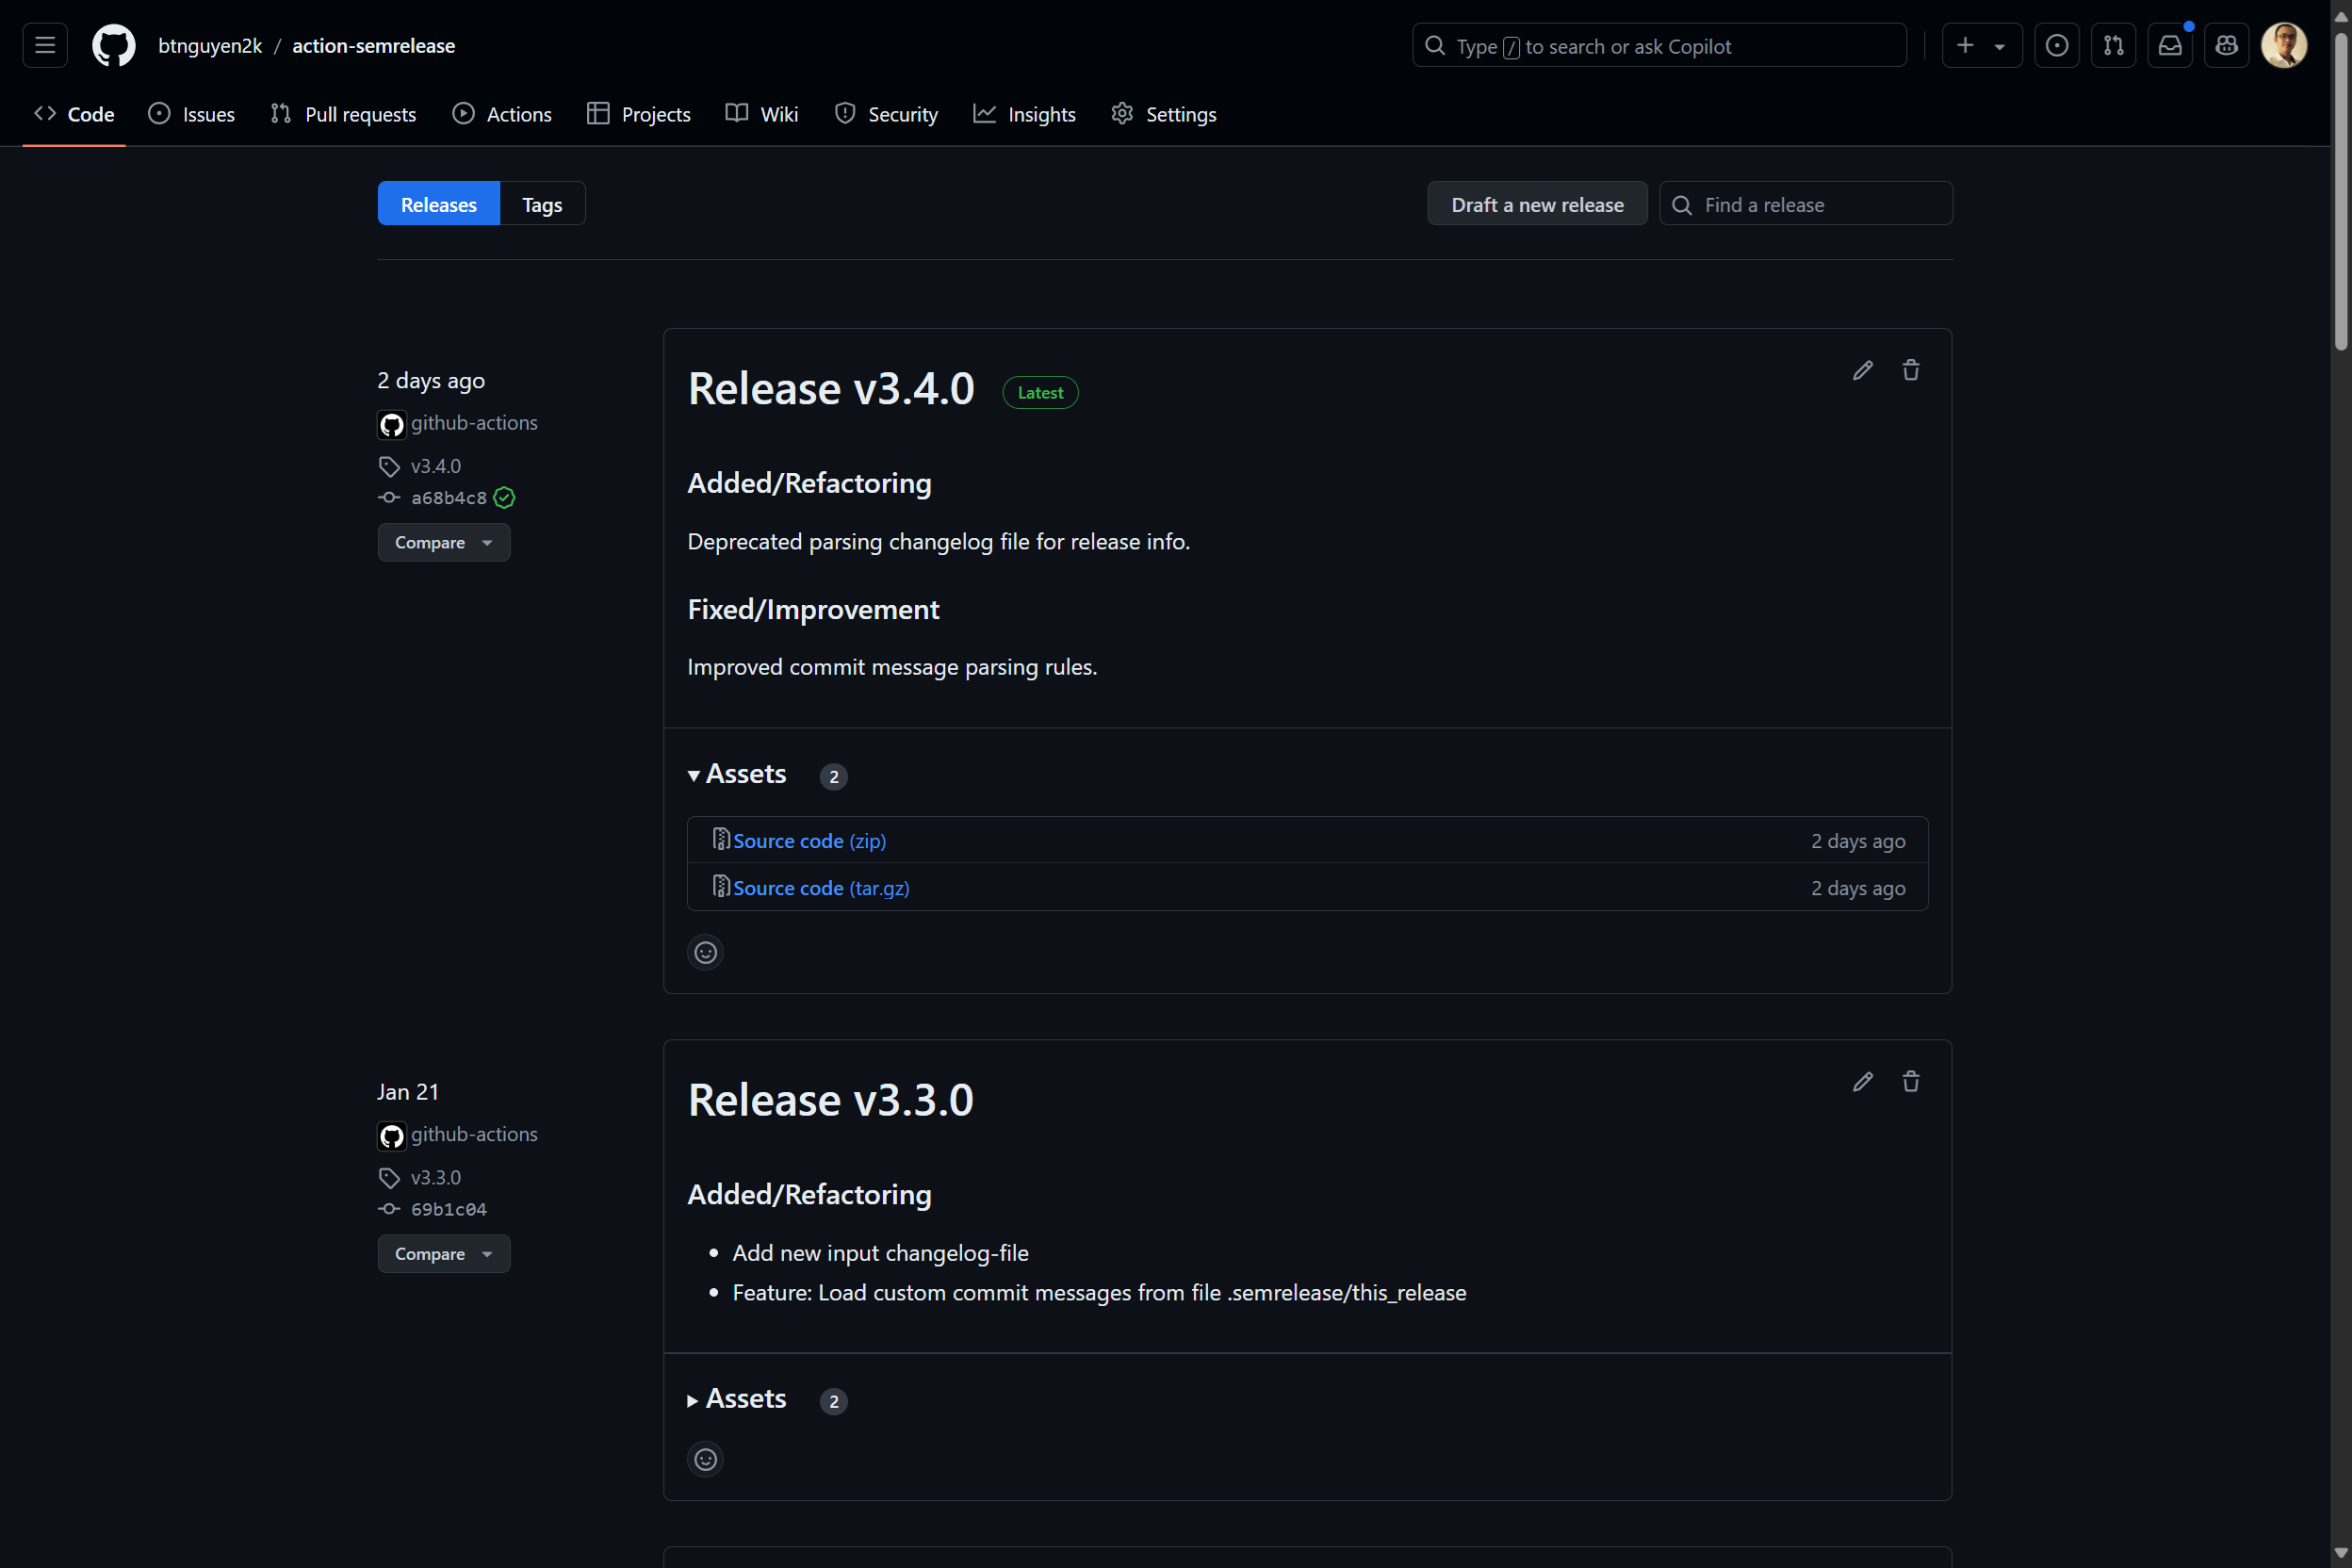 btnguyen2k / action-semrelease
Type / to search or ask Copilot
Code Issues Pull requests Actions Projects Wiki Security Insights Settings
Releases Tags
Draft a new release
Find a release
2 days ago
github-actions
v3.4.0
a68b4c8
Compare
Release v3.4.0 Latest
Added/Refactoring
Deprecated parsing changelog file for release info.
Fixed/Improvement
Improved commit message parsing rules.
Assets 2
Source code (zip) 2 days ago
Source code (tar.gz) 2 days ago
Jan 21
github-actions
v3.3.0
69b1c04
Compare
Release v3.3.0
Added/Refactoring
Add new input changelog-file
Feature: Load custom commit messages from file .semrelease/this_release
Assets 2